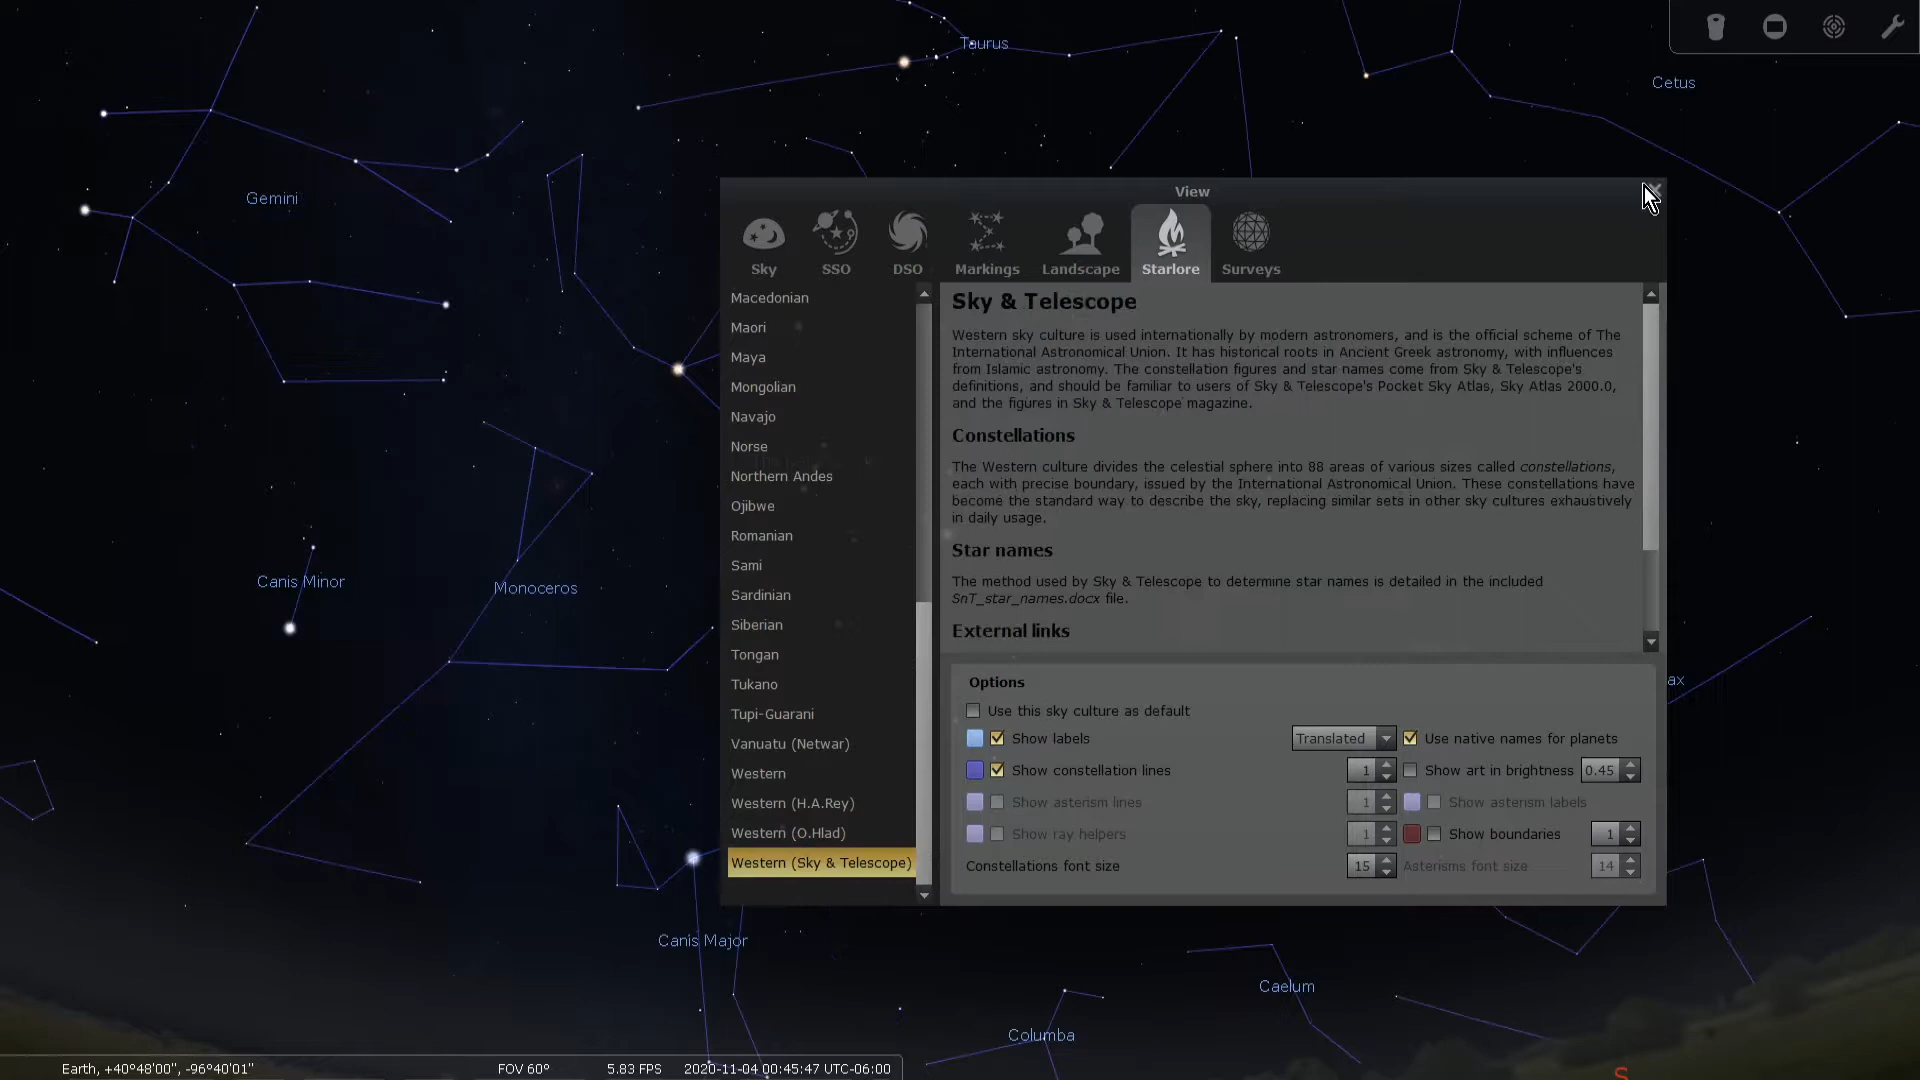 Taurus
Cetus
Gemini
View
Sky
SSO
DSO
Markings
Landscape
Starlore
Surveys
Macedonian
Maori
Maya
Mongolian
Navajo
Norse
Northern Andes
Ojibwe
Romanian
Sami
Sardinian
Siberian
Tongan
Tukano
Tupi-Guarani
Vanuatu (Netwar)
Western
Western (H.A.Rey)
Western (O.Hlad)
Western (Sky & Telescope)
Sky & Telescope
Western sky culture is used internationally by modern astronomers, and is the official scheme of The
International Astronomical Union. It has historical roots in Ancient Greek astronomy, with influences
from Islamic astronomy. The constellation figures and star names come from Sky & Telescope's
definitions, and should be familiar to users of Sky & Telescope's Pocket Sky Atlas, Sky Atlas 2000.0,
and the figures in Sky & Telescope magazine.
Constellations
The Western culture divides the celestial sphere into 88 areas of various sizes called constellations,
each with precise boundary, issued by the International Astronomical Union. These constellations have
become the standard way to describe the sky, replacing similar sets in other sky cultures exhaustively
in daily usage.
Star names
The method used by Sky & Telescope to determine star names is detailed in the included
SnT_star_names.docx file.
External links
Options
Use this sky culture as default
Show labels Translated Use native names for planets
Show constellation lines 1 Show art in brightness 0.45
Show asterism lines 1 Show asterism labels
Show ray helpers 1 Show boundaries 1
Constellations font size 15 Asterisms font size 14
Canis Minor
Monoceros
ax
Canis Major
Caelum
Columba
S
Earth, +40°48'00", -96°40'01" FOV 60° 5.83 FPS 2020-11-04 00:45:47 UTC-06:00